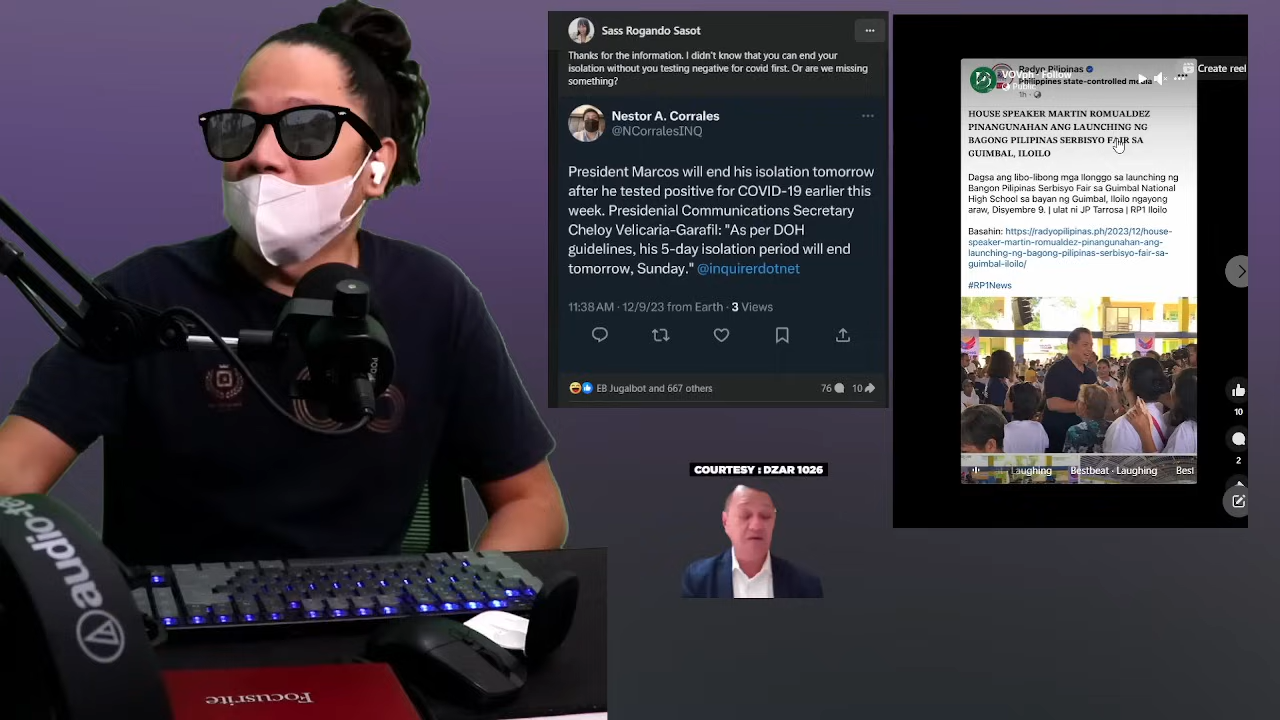 Sass Rogando Sasot
Thanks for the information. I didn't know that you can end your
isolation without you testing negative for covid first. Or are we missing
something?
Nestor A. Corrales
@NCorralesINQ
President Marcos will end his isolation tomorrow
after he tested positive for COVID-19 earlier this
week. Presidenial Communications Secretary
Cheloy Velicaria-Garafil: "As per DOH
guidelines, his 5-day isolation period will end
tomorrow, Sunday." @inquirerdotnet
11:38 AM · 12/9/23 from Earth · 3 Views
EB Jugalbot and 667 others
76
10
Radyo Pilipinas
VOVph · Follow
Philippines state-controlled media
Public
1h
Create reel
HOUSE SPEAKER MARTIN ROMUALDEZ
PINANGUNAHAN ANG LAUNCHING NG
BAGONG PILIPINAS SERBISYO FAIR SA
GUIMBAL, ILOILO
Dagsa ang libo-libong mga Ilonggo sa launching ng
Bangon Pilipinas Serbisyo Fair sa Guimbal National
High School sa bayan ng Guimbal, Iloilo ngayong
araw, Disyembre 9. | ulat ni JP Tarrosa | RP1 Iloilo
Basahin: https://radyopilipinas.ph/2023/12/house-
speaker-martin-romualdez-pinangunahan-ang-
launching-ng-bagong-pilipinas-serbisyo-fair-sa-
guimbal-iloilo/
#RP1News
10
2
Laughing Bestbeat · Laughing Best
COURTESY : DZAR 1026
audio-te
Focusrite